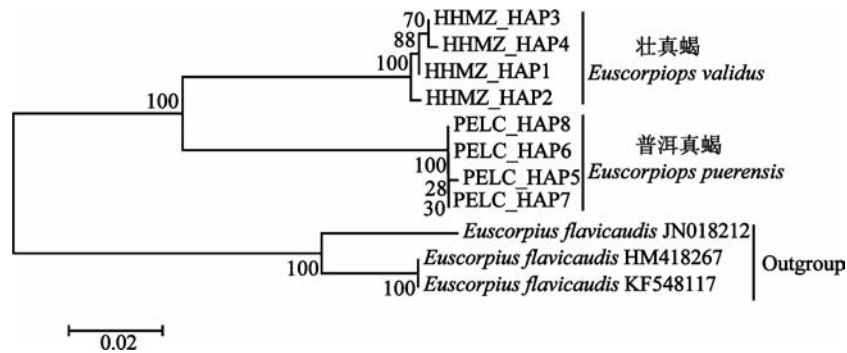 70
HHMZ_HAP3
88
HHMZ_HAP4
壮真蝎
100
HHMZ_HAP1
Euscorpiops validus
HHMZ_HAP2
100
PELC_HAP8
普洱真蝎
100
PELC_HAP6
Euscorpiops puerensis
PELC_HAP5
28
PELC_HAP7
30
Euscorpius flavicaudis JN018212
Euscorpius flavicaudis HM418267
Outgroup
100
Euscorpius flavicaudis KF548117
100
0.02